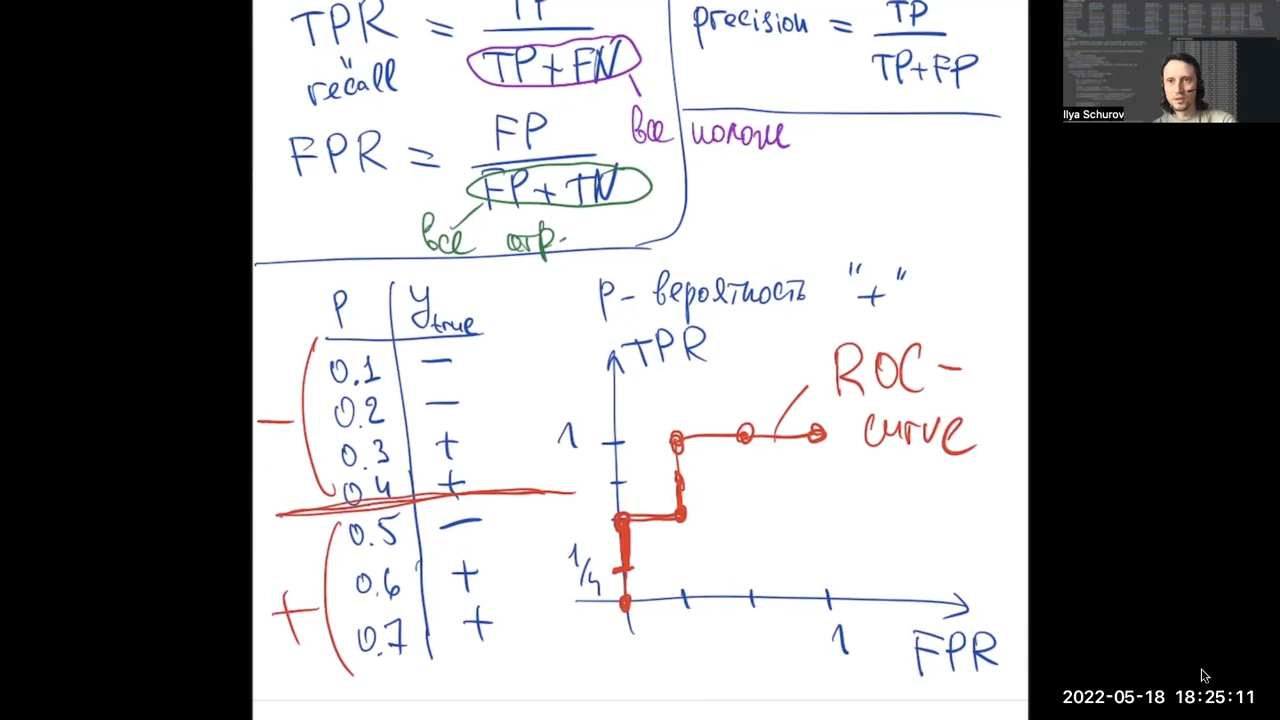 TPR = TP / TP + FN
"
recall
precision = TP / TP+FP
FPR = FP / FP + TN
все полож
все отр.
P | y true
0.1 | −
0.2 | −
0.3 | +
0.4 | +
0.5 | −
0.6 | +
0.7 | +
−
+
P - вероятность "+"
TPR
1
1/4
1
FPR
ROC-
curve
Ilya Schurov
2022-05-18 18:25:11